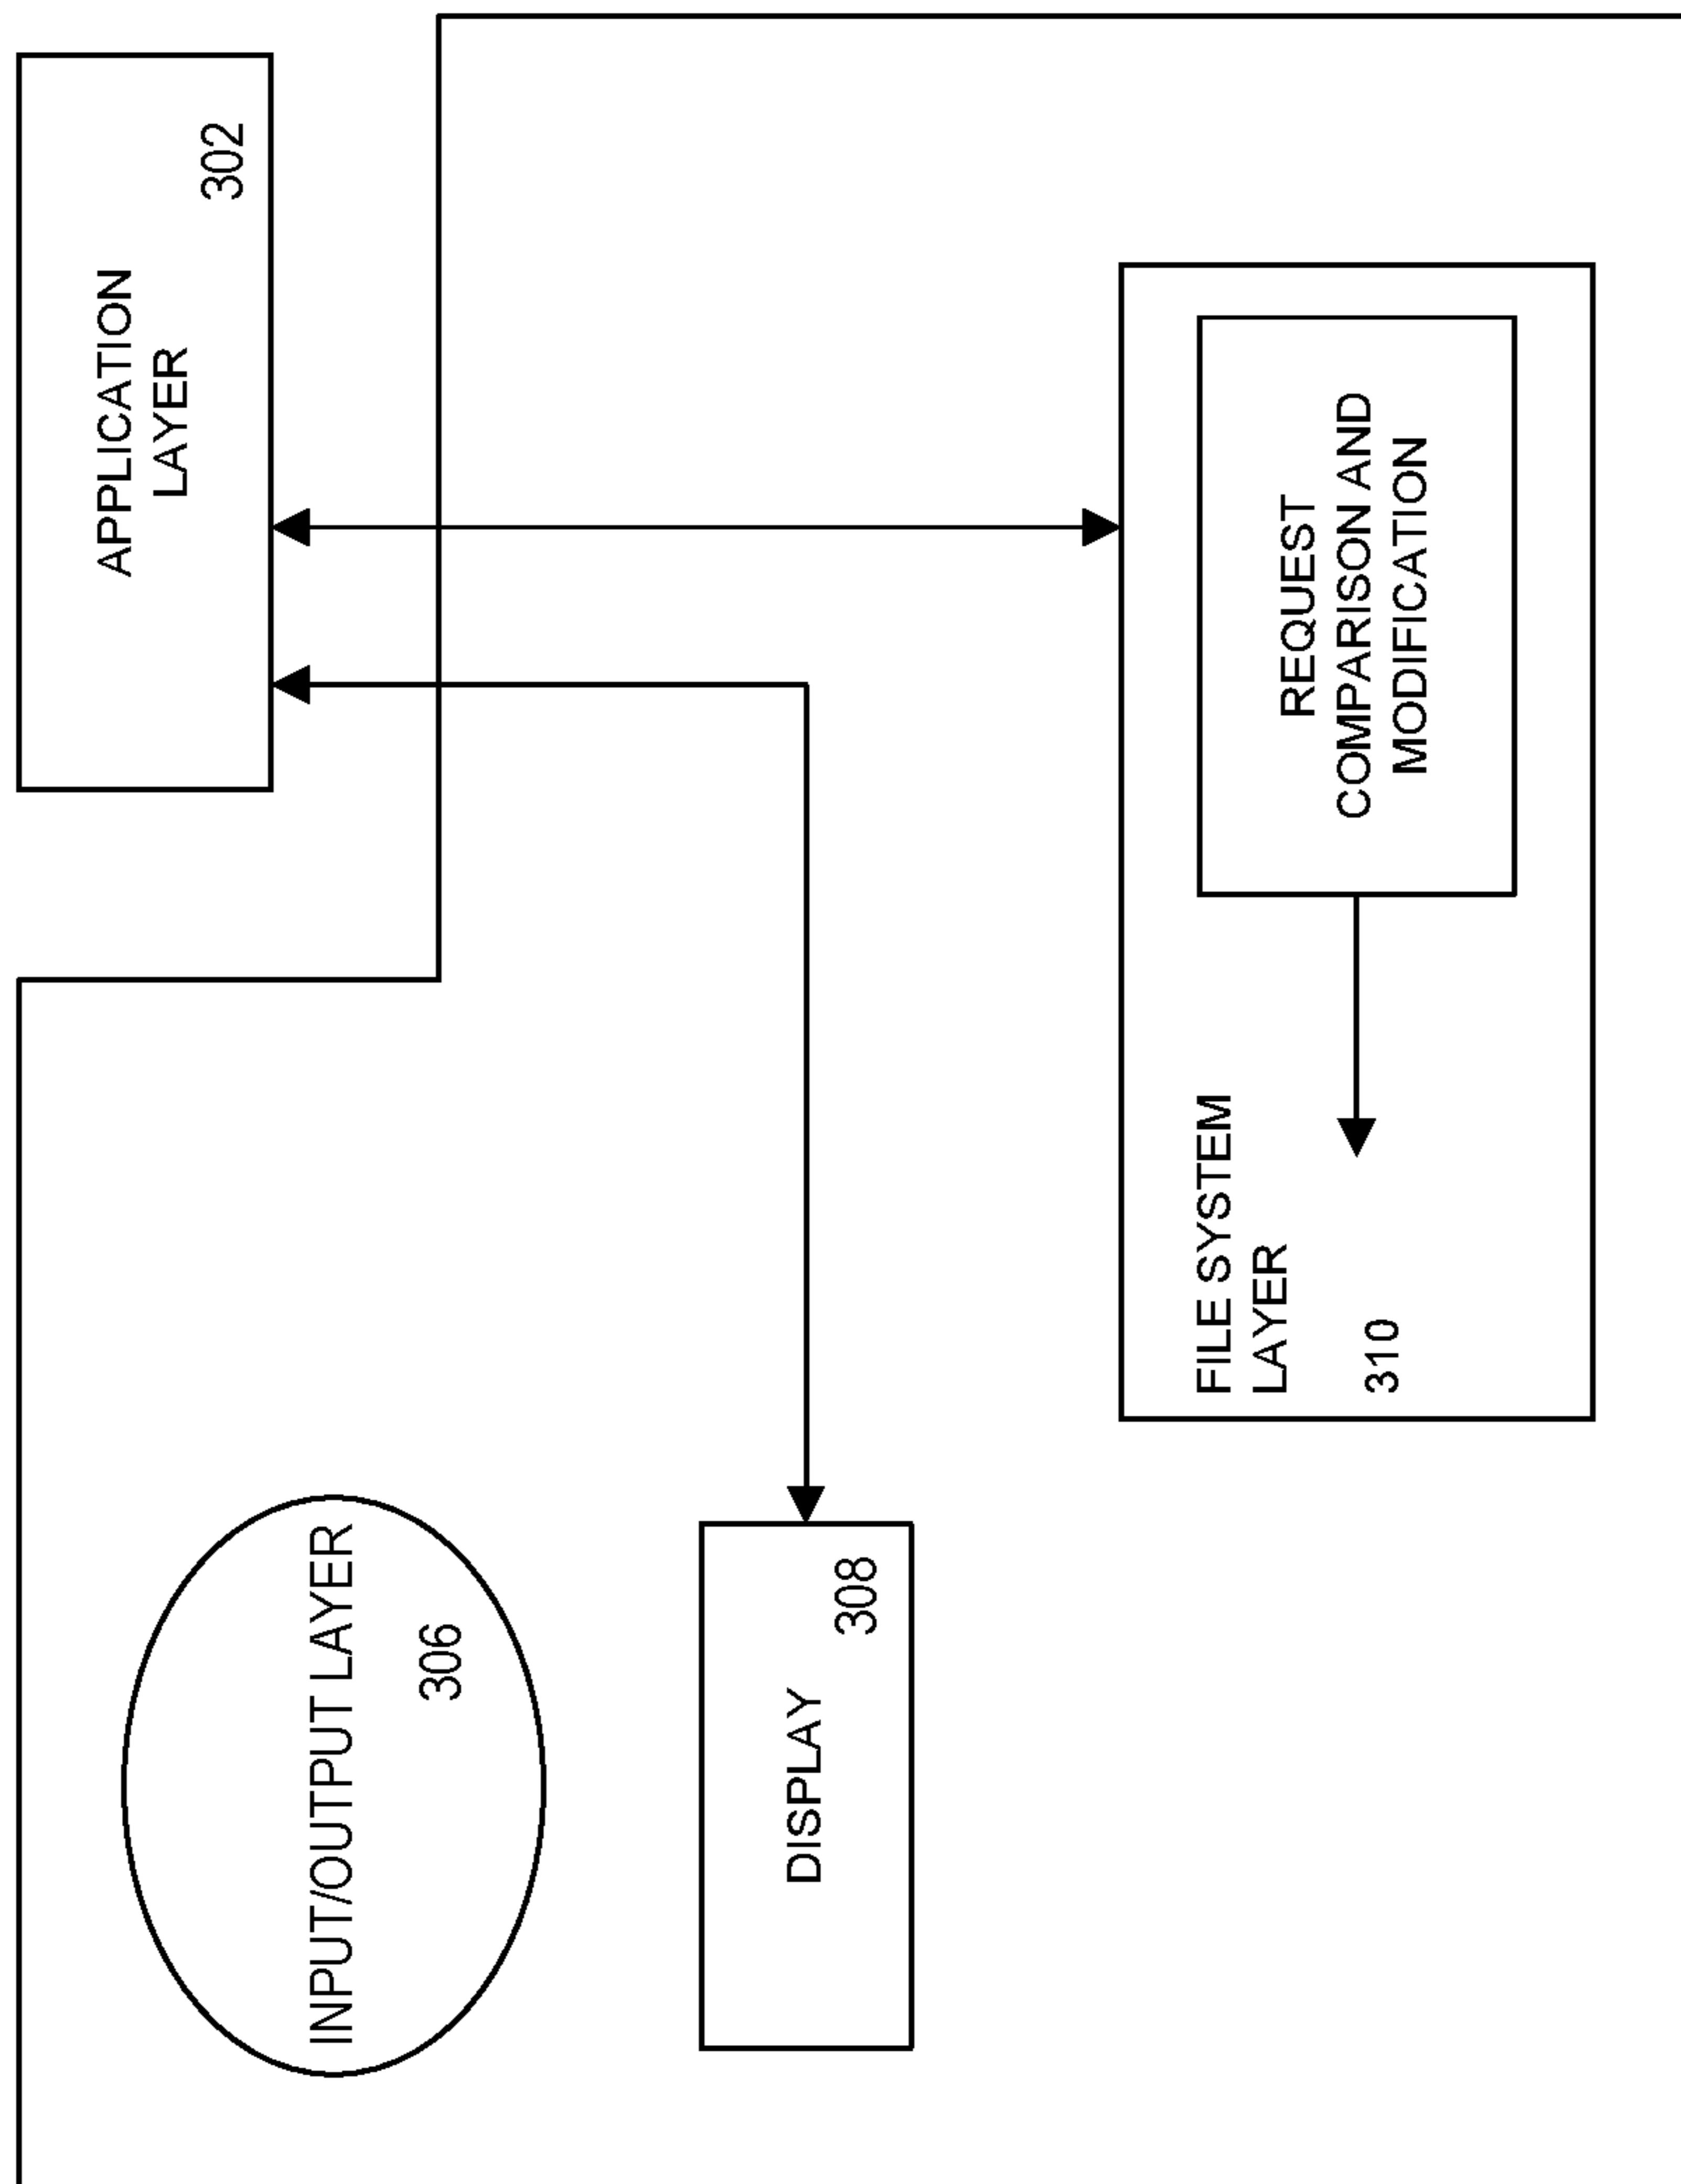 APPLICATION
LAYER
302
INPUT/OUTPUT LAYER
306
DISPLAY
308
FILE SYSTEM
LAYER
310
REQUEST
COMPARISON AND
MODIFICATION